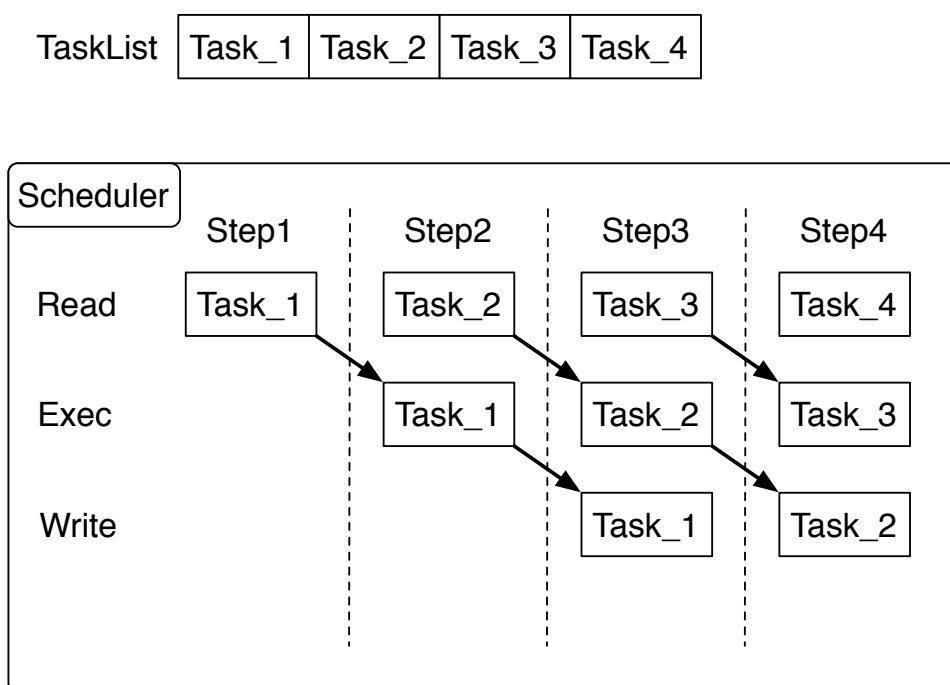 TaskList Task_1 Task_2 Task_3 Task_4
Scheduler
Step1 Step2 Step3 Step4
Read Task_1 Task_2 Task_3 Task_4
Exec Task_1 Task_2 Task_3
Write Task_1 Task_2